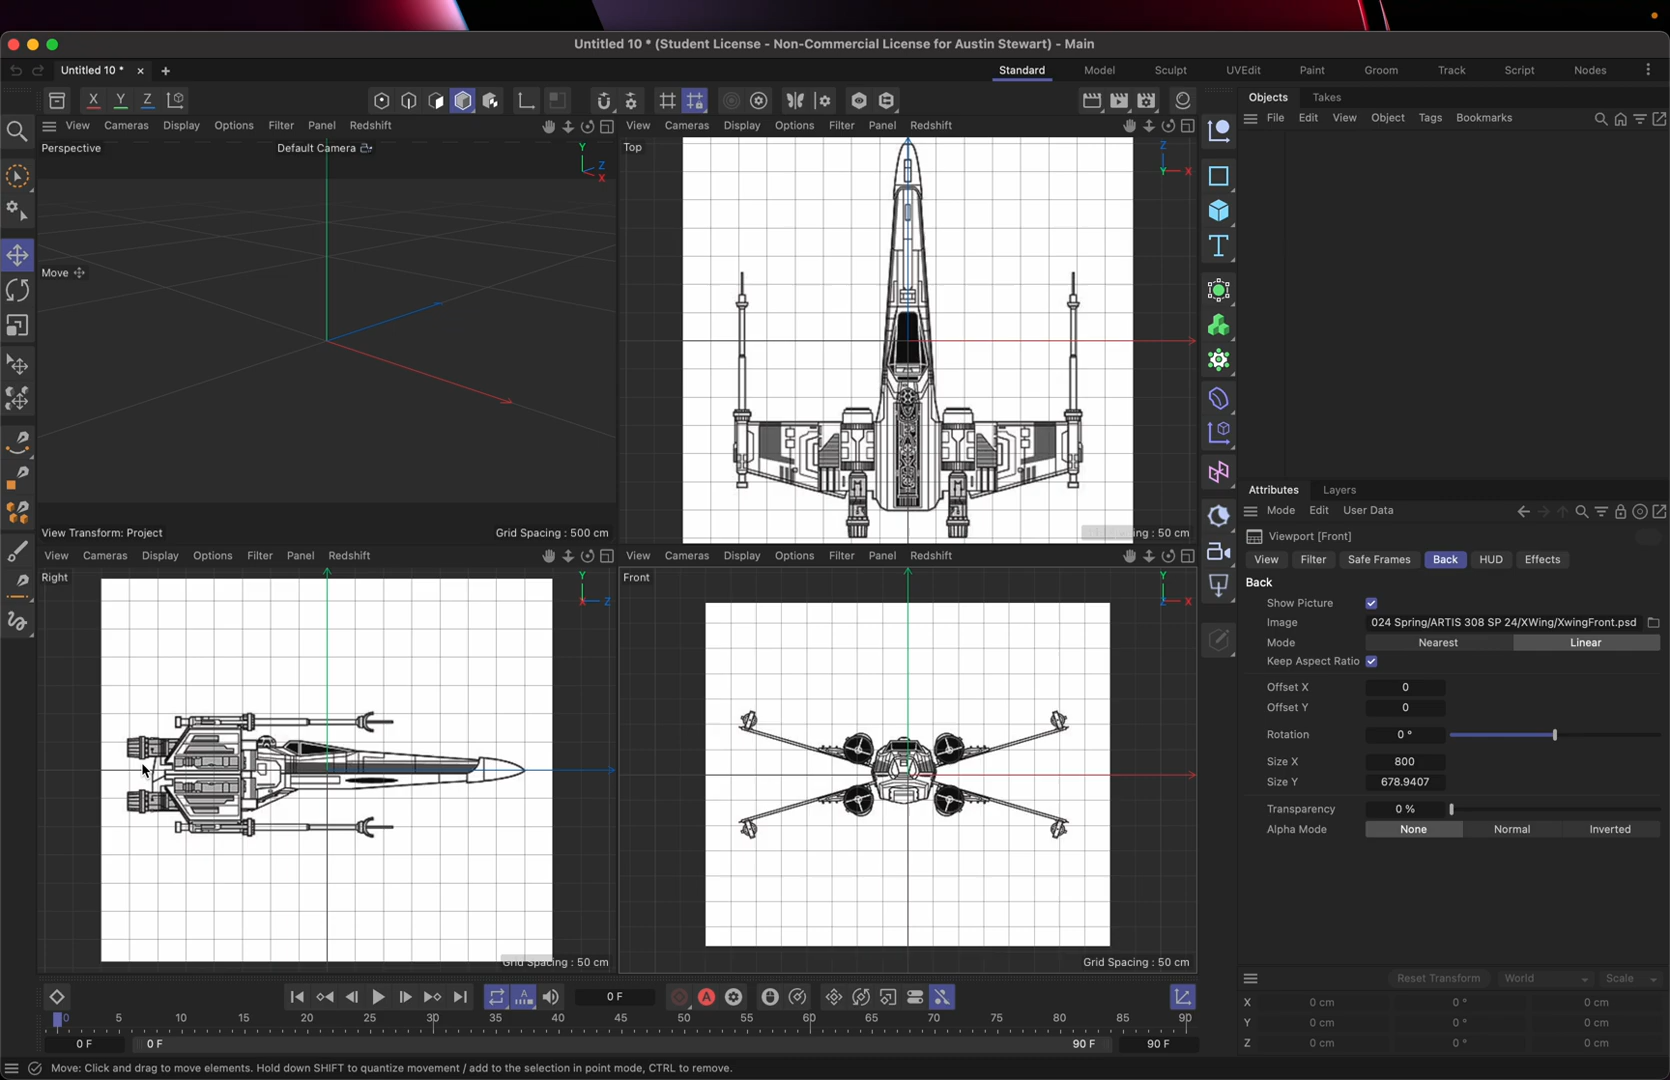 Untitled 10 * (Student License - Non-Commercial License for Austin Stewart) - Main
Untitled 10 *
Standard Model Sculpt UVEdit Paint Groom Track Script Nodes
X Y Z
Objects Takes
File Edit View Object Tags Bookmarks
View Cameras Display Options Filter Panel Redshift
Perspective
Default Camera
Y
Z
X
Move
View Transform: Project
Grid Spacing : 500 cm
View Cameras Display Options Filter Panel Redshift
Top
Z
Y X
ing : 50 cm
View Cameras Display Options Filter Panel Redshift
Right
Y
X Z
Grid Spacing : 50 cm
View Cameras Display Options Filter Panel Redshift
Front
Y
Z X
Grid Spacing : 50 cm
Attributes Layers
Mode Edit User Data
Viewport [Front]
View Filter Safe Frames Back HUD Effects
Back
Show Picture
Image 024 Spring/ARTIS 308 SP 24/XWing/XwingFront.psd
Mode Nearest Linear
Keep Aspect Ratio
Offset X 0
Offset Y 0
Rotation 0 °
Size X 800
Size Y 678.9407
Transparency 0 %
Alpha Mode None Normal Inverted
Reset Transform World Scale
X 0 cm 0 ° 0 cm
Y 0 cm 0 ° 0 cm
Z 0 cm 0 ° 0 cm
0 F
A
0 5 10 15 20 25 30 35 40 45 50 55 60 65 70 75 80 85 90
0 F 0 F 90 F 90 F
Move: Click and drag to move elements. Hold down SHIFT to quantize movement / add to the selection in point mode, CTRL to remove.